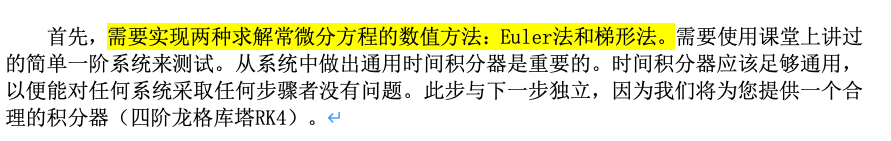 首先，需要实现两种求解常微分方程的数值方法：Euler法和梯形法。需要使用课堂上讲过
的简单一阶系统来测试。从系统中做出通用时间积分器是重要的。时间积分器应该足够通用，
以便能对任何系统采取任何步骤者没有问题。此步与下一步独立，因为我们将为您提供一个合
理的积分器（四阶龙格库塔RK4）。